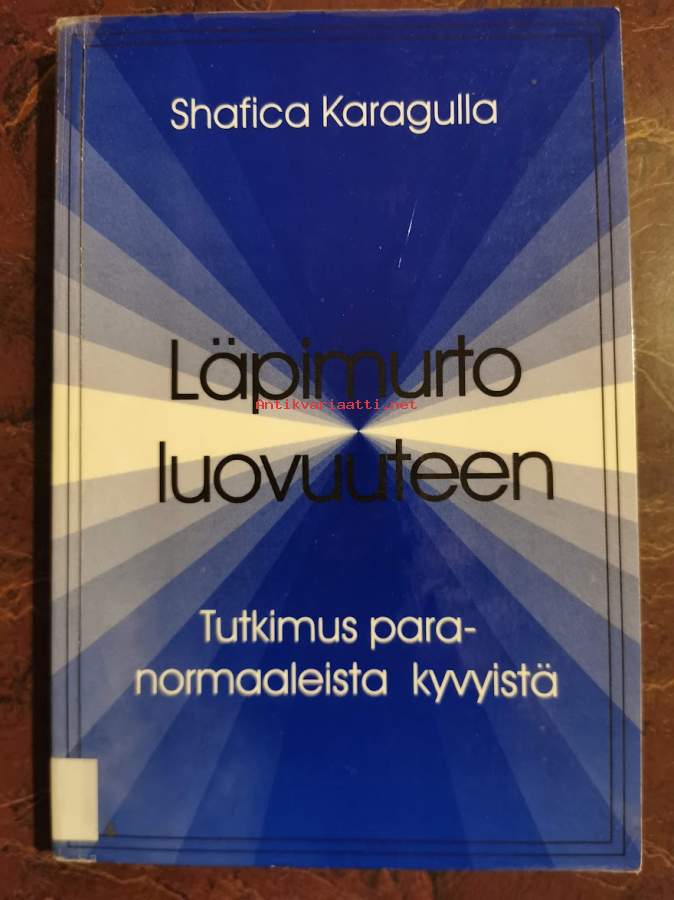 Shafica Karagulla
Läpimurto
Antikvariaatti.net
luovuuteen
Tutkimus para-
normaaleista kyvyistä